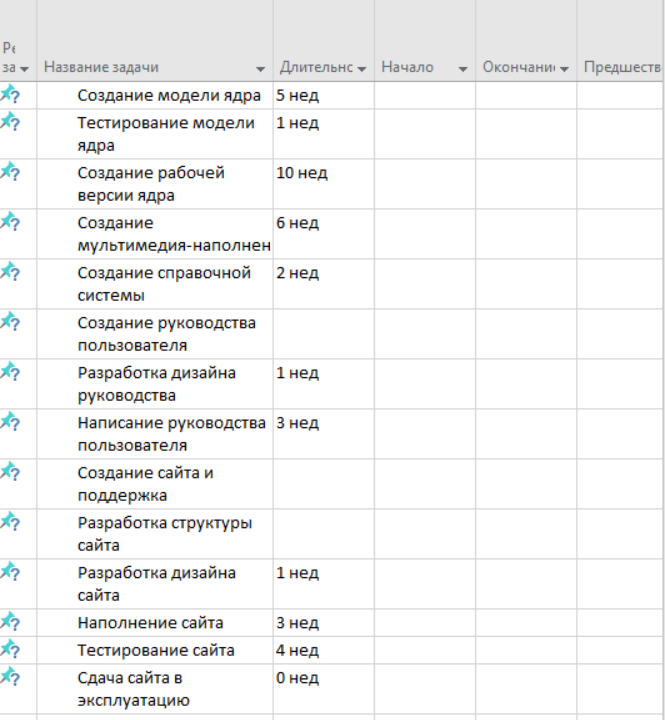 Ре
за Название задачи Длительнс Начало Окончани Предшеств
? Создание модели ядра 5 нед
? Тестирование модели 1 нед
ядра
? Создание рабочей 10 нед
версии ядра
? Создание 6 нед
мультимедиа-наполнен
? Создание справочной 2 нед
системы
? Создание руководства
пользователя
? Разработка дизайна 1 нед
руководства
? Написание руководства 3 нед
пользователя
? Создание сайта и
поддержка
? Разработка структуры
сайта
? Разработка дизайна 1 нед
сайта
? Наполнение сайта 3 нед
? Тестирование сайта 4 нед
? Сдача сайта в 0 нед
эксплуатацию